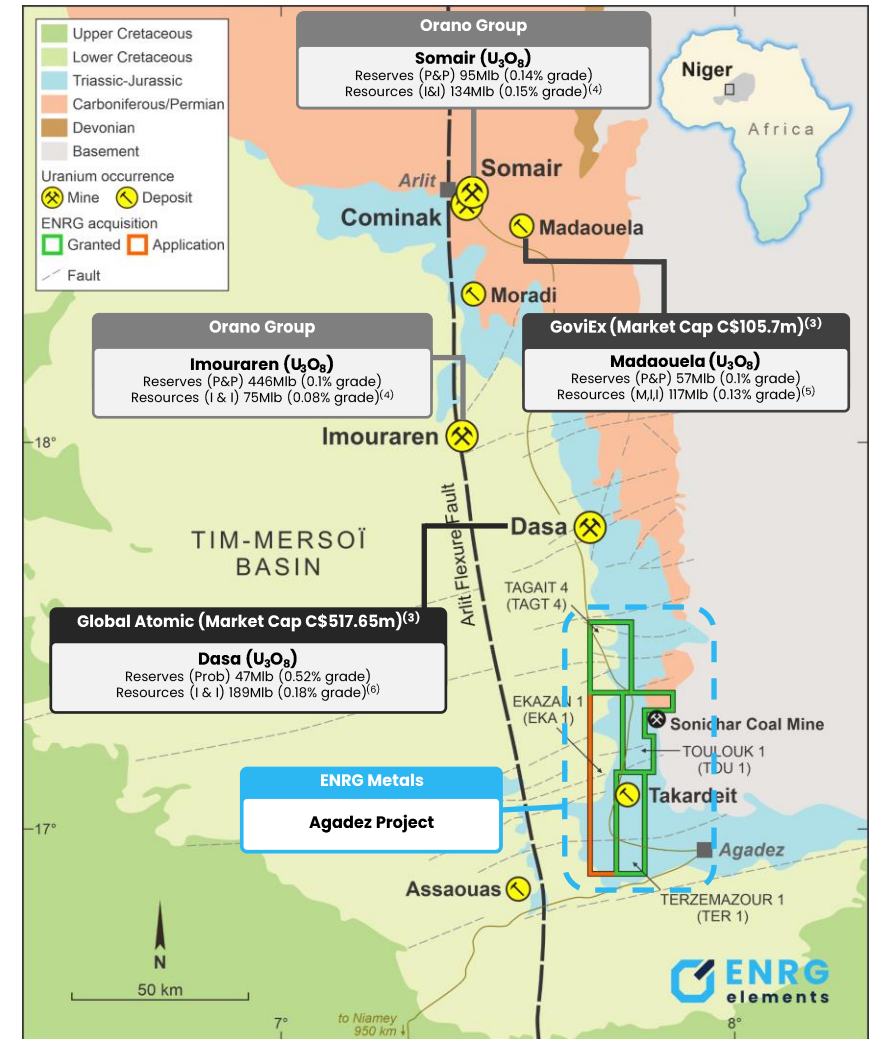 Upper Cretaceous
Lower Cretaceous
Triassic-Jurassic
Carboniferous/Permian
Devonian
Basement
Uranium occurrence
Mine
Deposit
ENRG acquisition
Granted
Application
Fault
Orano Group
Somair (U₃O₈)
Reserves (P&P) 95Mlb (0.14% grade)
Resources (I&I) 134Mlb (0.15% grade)⁽⁴⁾
Niger
Africa
Arlit
Somair
Cominak
Madaouela
Moradi
Orano Group
Imouraren (U₃O₈)
Reserves (P&P) 446Mlb (0.1% grade)
Resources (I & I) 75Mlb (0.08% grade)⁽⁴⁾
GoviEx (Market Cap C$105.7m)⁽³⁾
Madaouela (U₃O₈)
Reserves (P&P) 57Mlb (0.1% grade)
Resources (M,I,I) 117Mlb (0.13% grade)⁽⁵⁾
18°
Imouraren
TIM-MERSOÏ
BASIN
Arlit Flexure Fault
Dasa
TAGAIT 4
(TAGT 4)
Global Atomic (Market Cap C$517.65m)⁽³⁾
Dasa (U₃O₈)
Reserves (Prob) 47Mlb (0.52% grade)
Resources (I & I) 189Mlb (0.18% grade)⁽⁶⁾
EKAZAN 1
(EKA 1)
Sonichar Coal Mine
TOULOUK 1
(TOU 1)
ENRG Metals
Agadez Project
Takardeit
17°
Agadez
Assaouas
TERZEMAZOUR 1
(TER 1)
N
50 km
ENRG
elements
7°
to Niamey
950 km
8°